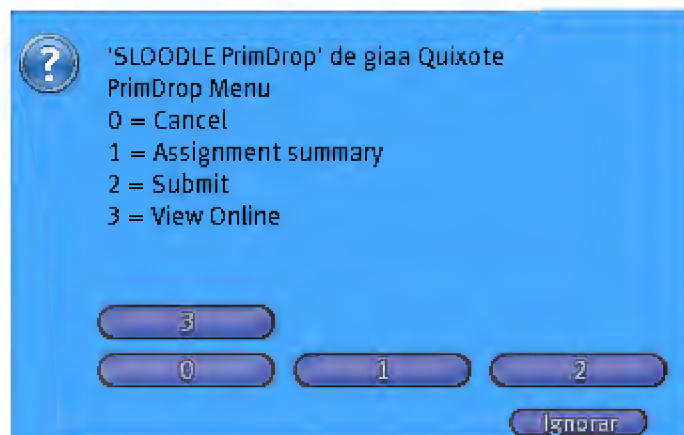 'SLOODLE PrimDrop' de giaa Quixote
PrimDrop Menu
0 = Cancel
1 = Assignment summary
2 = Submit
3 = View Online
3
0 1 2
Ignorar